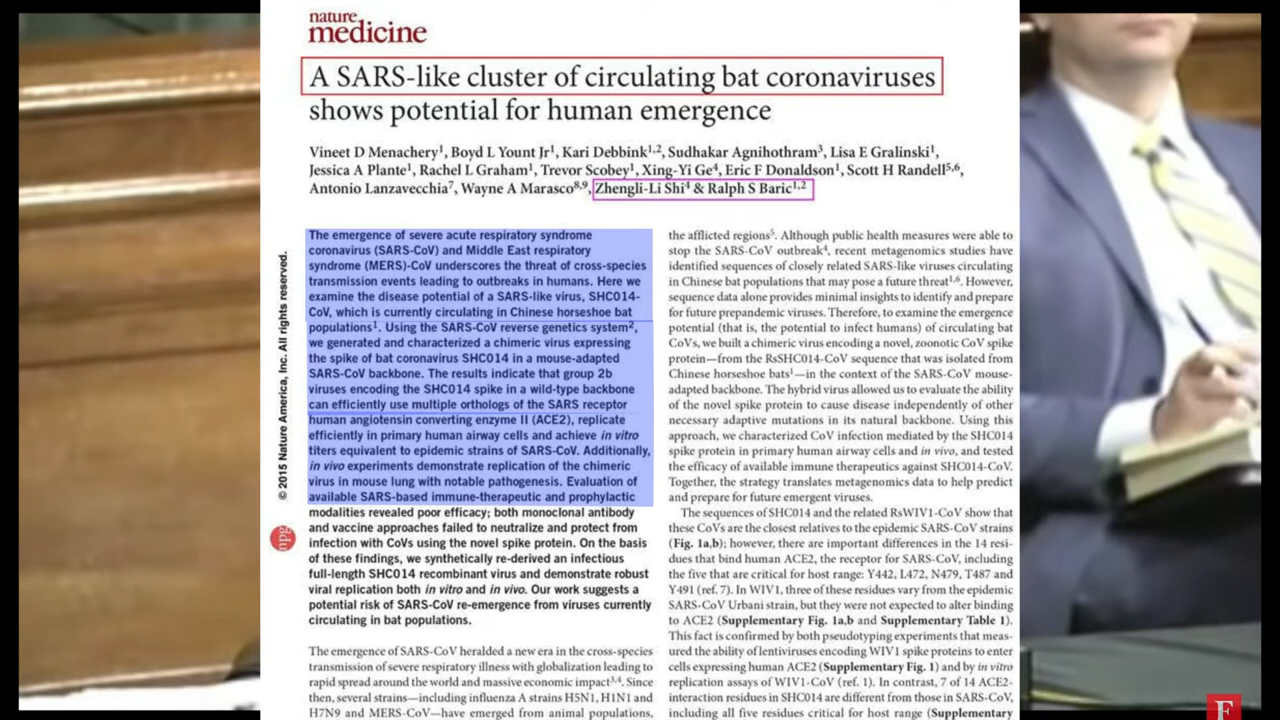 nature
medicine
A SARS-like cluster of circulating bat coronaviruses
shows potential for human emergence
Vineet D Menachery1, Boyd L Yount Jr1, Kari Debbink1,2, Sudhakar Agnihothram3, Lisa E Gralinski1,
Jessica A Plante1, Rachel L Graham1, Trevor Scobey1, Xing-Yi Ge4, Eric F Donaldson1, Scott H Randell5,6,
Antonio Lanzavecchia7, Wayne A Marasco8,9, Zhengli-Li Shi4 & Ralph S Baric1,2
© 2015 Nature America, Inc. All rights reserved.
npg
The emergence of severe acute respiratory syndrome
coronavirus (SARS-CoV) and Middle East respiratory
syndrome (MERS)-CoV underscores the threat of cross-species
transmission events leading to outbreaks in humans. Here we
examine the disease potential of a SARS-like virus, SHC014-
CoV, which is currently circulating in Chinese horseshoe bat
populations1. Using the SARS-CoV reverse genetics system2,
we generated and characterized a chimeric virus expressing
the spike of bat coronavirus SHC014 in a mouse-adapted
SARS-CoV backbone. The results indicate that group 2b
viruses encoding the SHC014 spike in a wild-type backbone
can efficiently use multiple orthologs of the SARS receptor
human angiotensin converting enzyme II (ACE2), replicate
efficiently in primary human airway cells and achieve in vitro
titers equivalent to epidemic strains of SARS-CoV. Additionally,
in vivo experiments demonstrate replication of the chimeric
virus in mouse lung with notable pathogenesis. Evaluation of
available SARS-based immune-therapeutic and prophylactic
modalities revealed poor efficacy; both monoclonal antibody
and vaccine approaches failed to neutralize and protect from
infection with CoVs using the novel spike protein. On the basis
of these findings, we synthetically re-derived an infectious
full-length SHC014 recombinant virus and demonstrate robust
viral replication both in vitro and in vivo. Our work suggests a
potential risk of SARS-CoV re-emergence from viruses currently
circulating in bat populations.
The emergence of SARS-CoV heralded a new era in the cross-species
transmission of severe respiratory illness with globalization leading to
rapid spread around the world and massive economic impact3,4. Since
then, several strains—including influenza A strains H5N1, H1N1 and
H7N9 and MERS-CoV—have emerged from animal populations,
the afflicted regions5. Although public health measures were able to
stop the SARS-CoV outbreak4, recent metagenomics studies have
identified sequences of closely related SARS-like viruses circulating
in Chinese bat populations that may pose a future threat1,6. However,
sequence data alone provides minimal insights to identify and prepare
for future prepandemic viruses. Therefore, to examine the emergence
potential (that is, the potential to infect humans) of circulating bat
CoVs, we built a chimeric virus encoding a novel, zoonotic CoV spike
protein—from the RsSHC014-CoV sequence that was isolated from
Chinese horseshoe bats1—in the context of the SARS-CoV mouse-
adapted backbone. The hybrid virus allowed us to evaluate the ability
of the novel spike protein to cause disease independently of other
necessary adaptive mutations in its natural backbone. Using this
approach, we characterized CoV infection mediated by the SHC014
spike protein in primary human airway cells and in vivo, and tested
the efficacy of available immune therapeutics against SHC014-CoV.
Together, the strategy translates metagenomics data to help predict
and prepare for future emergent viruses.
The sequences of SHC014 and the related RsWIV1-CoV show that
these CoVs are the closest relatives to the epidemic SARS-CoV strains
(Fig. 1a,b); however, there are important differences in the 14 resi-
dues that bind human ACE2, the receptor for SARS-CoV, including
the five that are critical for host range: Y442, L472, N479, T487 and
Y491 (ref. 7). In WIV1, three of these residues vary from the epidemic
SARS-CoV Urbani strain, but they were not expected to alter binding
to ACE2 (Supplementary Fig. 1a,b and Supplementary Table 1).
This fact is confirmed by both pseudotyping experiments that meas-
ured the ability of lentiviruses encoding WIV1 spike proteins to enter
cells expressing human ACE2 (Supplementary Fig. 1) and by in vitro
replication assays of WIV1-CoV (ref. 1). In contrast, 7 of 14 ACE2-
interaction residues in SHC014 are different from those in SARS-CoV,
including all five residues critical for host range (Supplementary
F